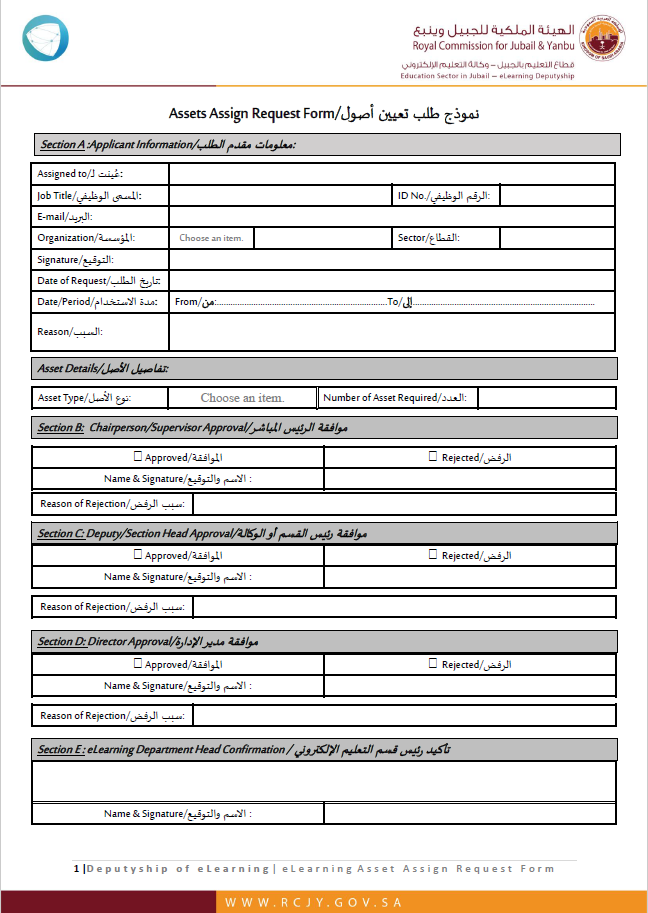 الهيئة الملكية للجبيل وينبع
Royal Commission for Jubail & Yanbu
قطاع التعليم بالجبيل – وكالة التعليم الإلكتروني
Education Sector in Jubail – eLearning Deputyship
Assets Assign Request Form/نموذج طلب تعيين أصول
Section A :Applicant Information/معلومات مقدم الطلب:
Assigned to/عُينت لـ:
Job Title/المسمى الوظيفي: ID No./الرقم الوظيفي:
E-mail/البريد:
Organization/المؤسسة: Choose an item. Sector/القطاع:
Signature/التوقيع:
Date of Request/تاريخ الطلب:
Date/Period/مدة الاستخدام: From/من:..........................................................To/إلى..............................................................
Reason/السبب:
Asset Details/تفاصيل الأصل:
Asset Type/نوع الأصل: Choose an item. Number of Asset Required/العدد:
Section B: Chairperson/Supervisor Approval/موافقة الرئيس المباشر
☐ Approved/الموافقة ☐ Rejected/الرفض
Name & Signature/الاسم والتوقيع :
Reason of Rejection/سبب الرفض:
Section C: Deputy/Section Head Approval/موافقة رئيس القسم أو الوكالة
☐ Approved/الموافقة ☐ Rejected/الرفض
Name & Signature/الاسم والتوقيع :
Reason of Rejection/سبب الرفض:
Section D: Director Approval/موافقة مدير الإدارة
☐ Approved/الموافقة ☐ Rejected/الرفض
Name & Signature/الاسم والتوقيع :
Reason of Rejection/سبب الرفض:
Section E : eLearning Department Head Confirmation / تأكيد رئيس قسم التعليم الإلكتروني
Name & Signature/الاسم والتوقيع :
1 |Deputyship of eLearning| eLearning Asset Assign Request Form
WWW.RCJY.GOV.SA